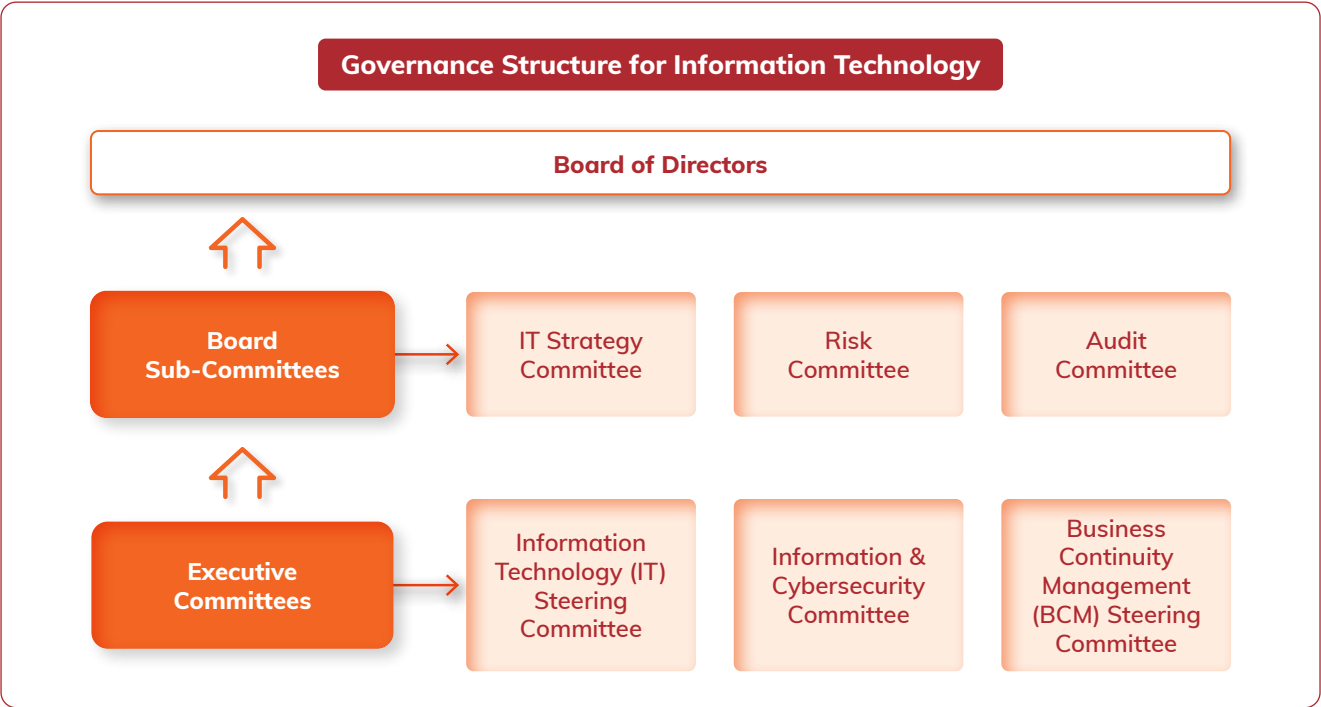 Governance Structure for Information Technology
Board of Directors
Board
Sub-Committees
IT Strategy
Committee
Risk
Committee
Audit
Committee
Executive
Committees
Information
Technology (IT)
Steering
Committee
Information &
Cybersecurity
Committee
Business
Continuity
Management
(BCM) Steering
Committee